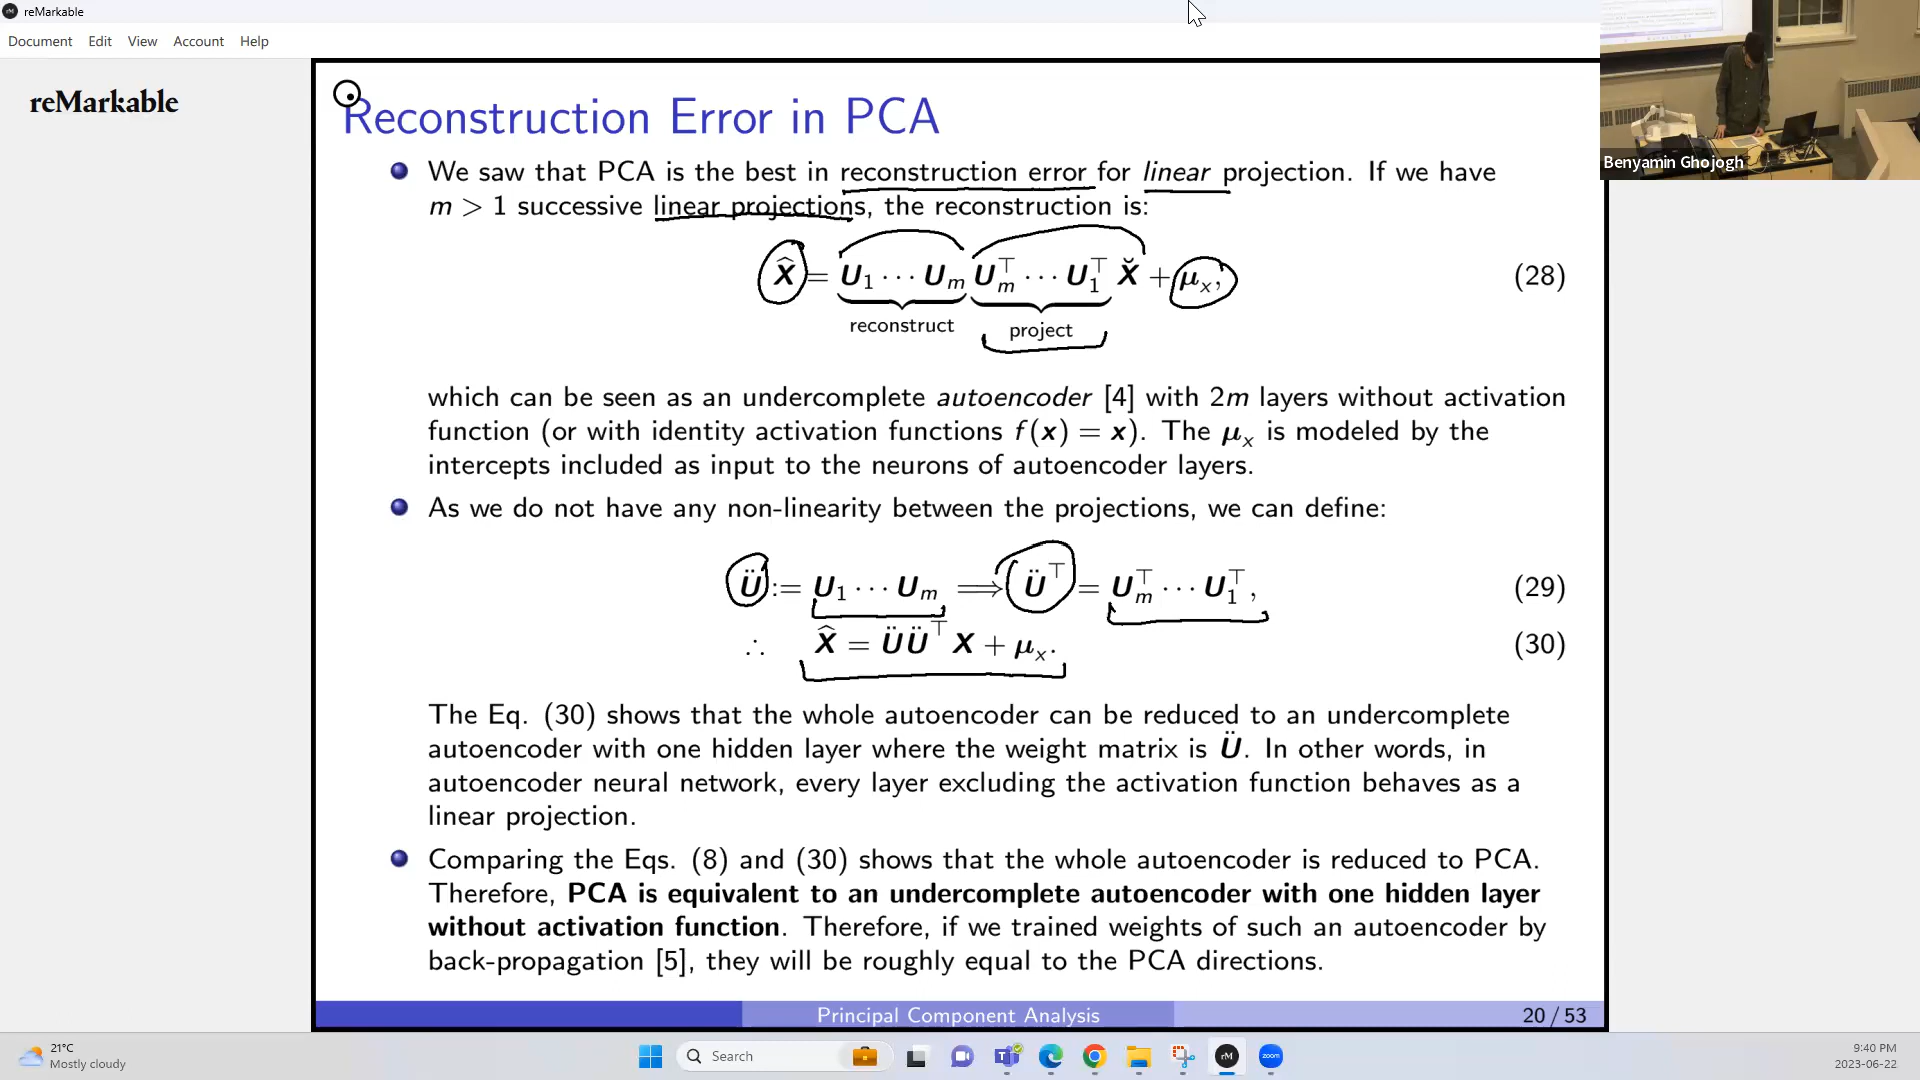 reMarkable
Document Edit View Account Help
reMarkable
Benyamin Ghojogh
Reconstruction Error in PCA
We saw that PCA is the best in reconstruction error for linear projection. If we have
m > 1 successive linear projections, the reconstruction is:
X̂ = U₁ ⋯ Uₘ Uₘ⊤ ⋯ U₁⊤ X̆ + μₓ, (28)
reconstruct project
which can be seen as an undercomplete autoencoder [4] with 2m layers without activation
function (or with identity activation functions f(x) = x). The μₓ is modeled by the
intercepts included as input to the neurons of autoencoder layers.
As we do not have any non-linearity between the projections, we can define:
Ü := U₁ ⋯ Uₘ ⟹ Ü⊤ = Uₘ⊤ ⋯ U₁⊤, (29)
∴ X̂ = ÜÜ⊤X + μₓ. (30)
The Eq. (30) shows that the whole autoencoder can be reduced to an undercomplete
autoencoder with one hidden layer where the weight matrix is Ü. In other words, in
autoencoder neural network, every layer excluding the activation function behaves as a
linear projection.
Comparing the Eqs. (8) and (30) shows that the whole autoencoder is reduced to PCA.
Therefore, PCA is equivalent to an undercomplete autoencoder with one hidden layer
without activation function. Therefore, if we trained weights of such an autoencoder by
back-propagation [5], they will be roughly equal to the PCA directions.
Principal Component Analysis 20 / 53
21°C
Mostly cloudy
Search
rM
zoom
9:40 PM
2023-06-22